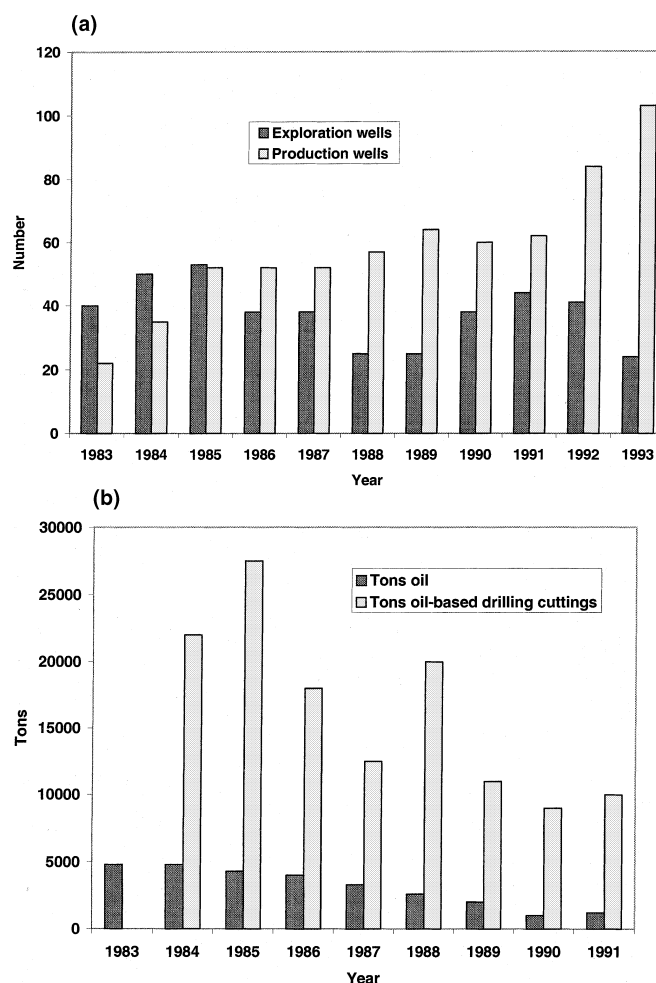 (a)
120
100
80
60
40
20
0
Number
Exploration wells
Production wells
1983 1984 1985 1986 1987 1988 1989 1990 1991 1992 1993
Year
(b)
30000
25000
20000
15000
10000
5000
0
Tons
Tons oil
Tons oil-based drilling cuttings
1983 1984 1985 1986 1987 1988 1989 1990 1991
Year